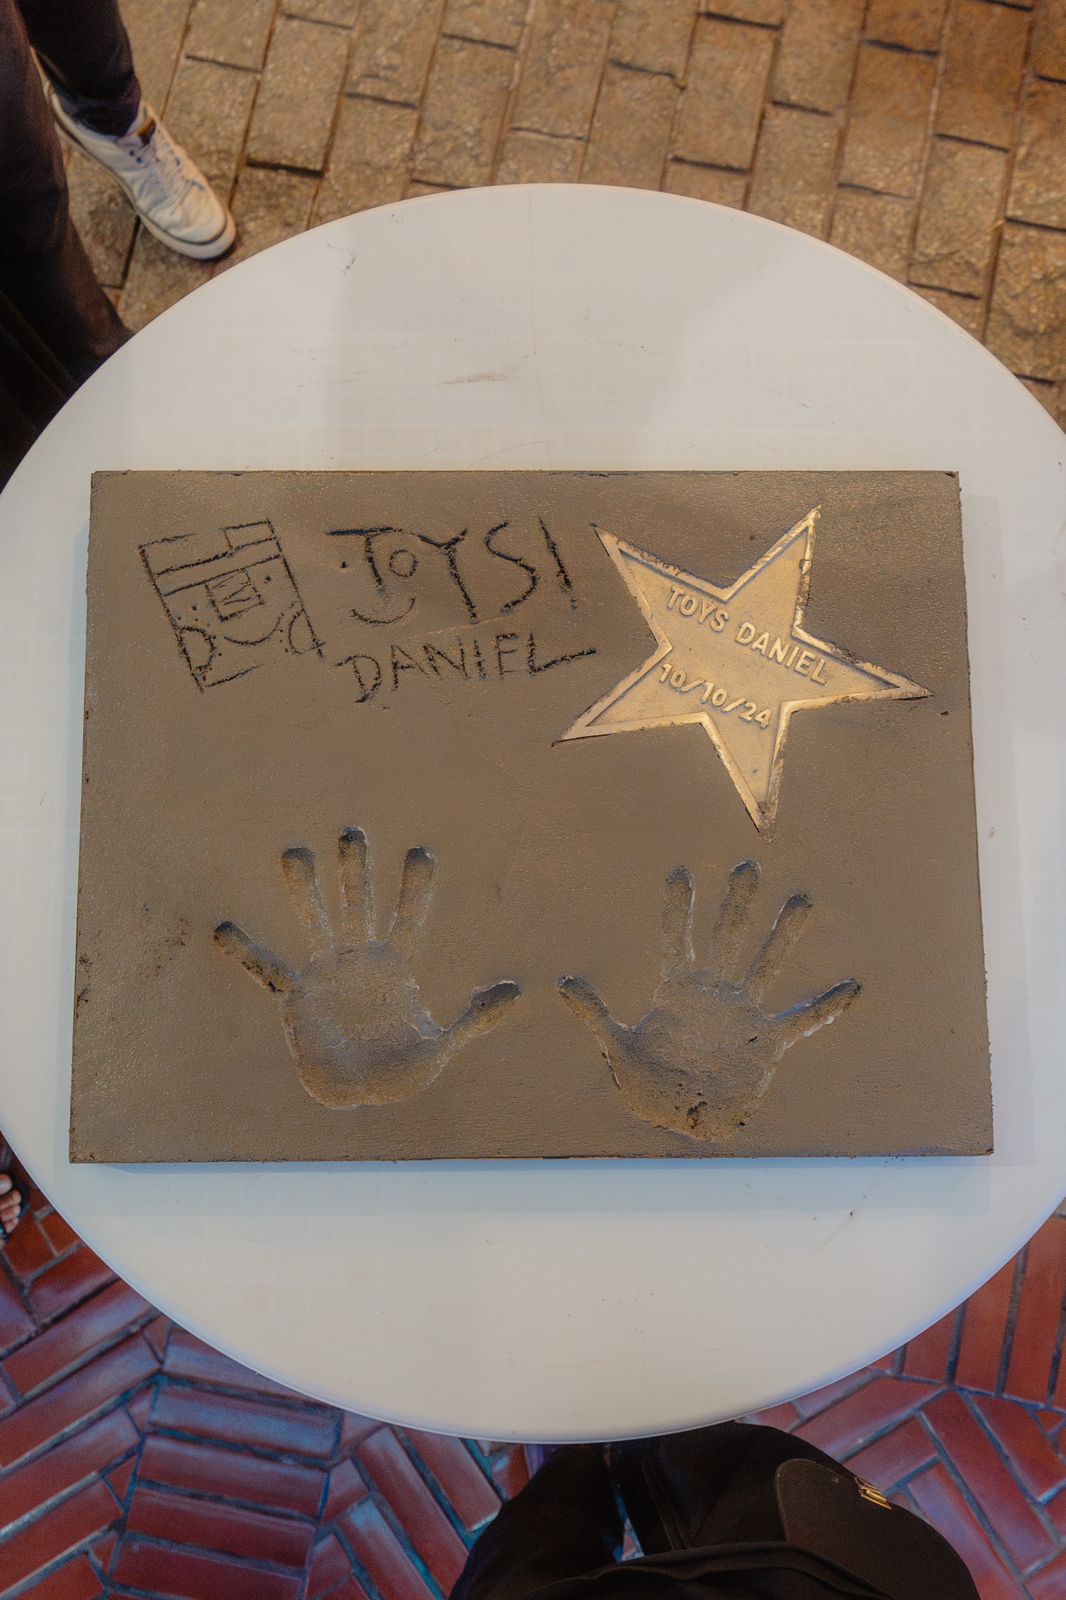 TOYS!
DANIEL
TOYS DANIEL
10/10/24